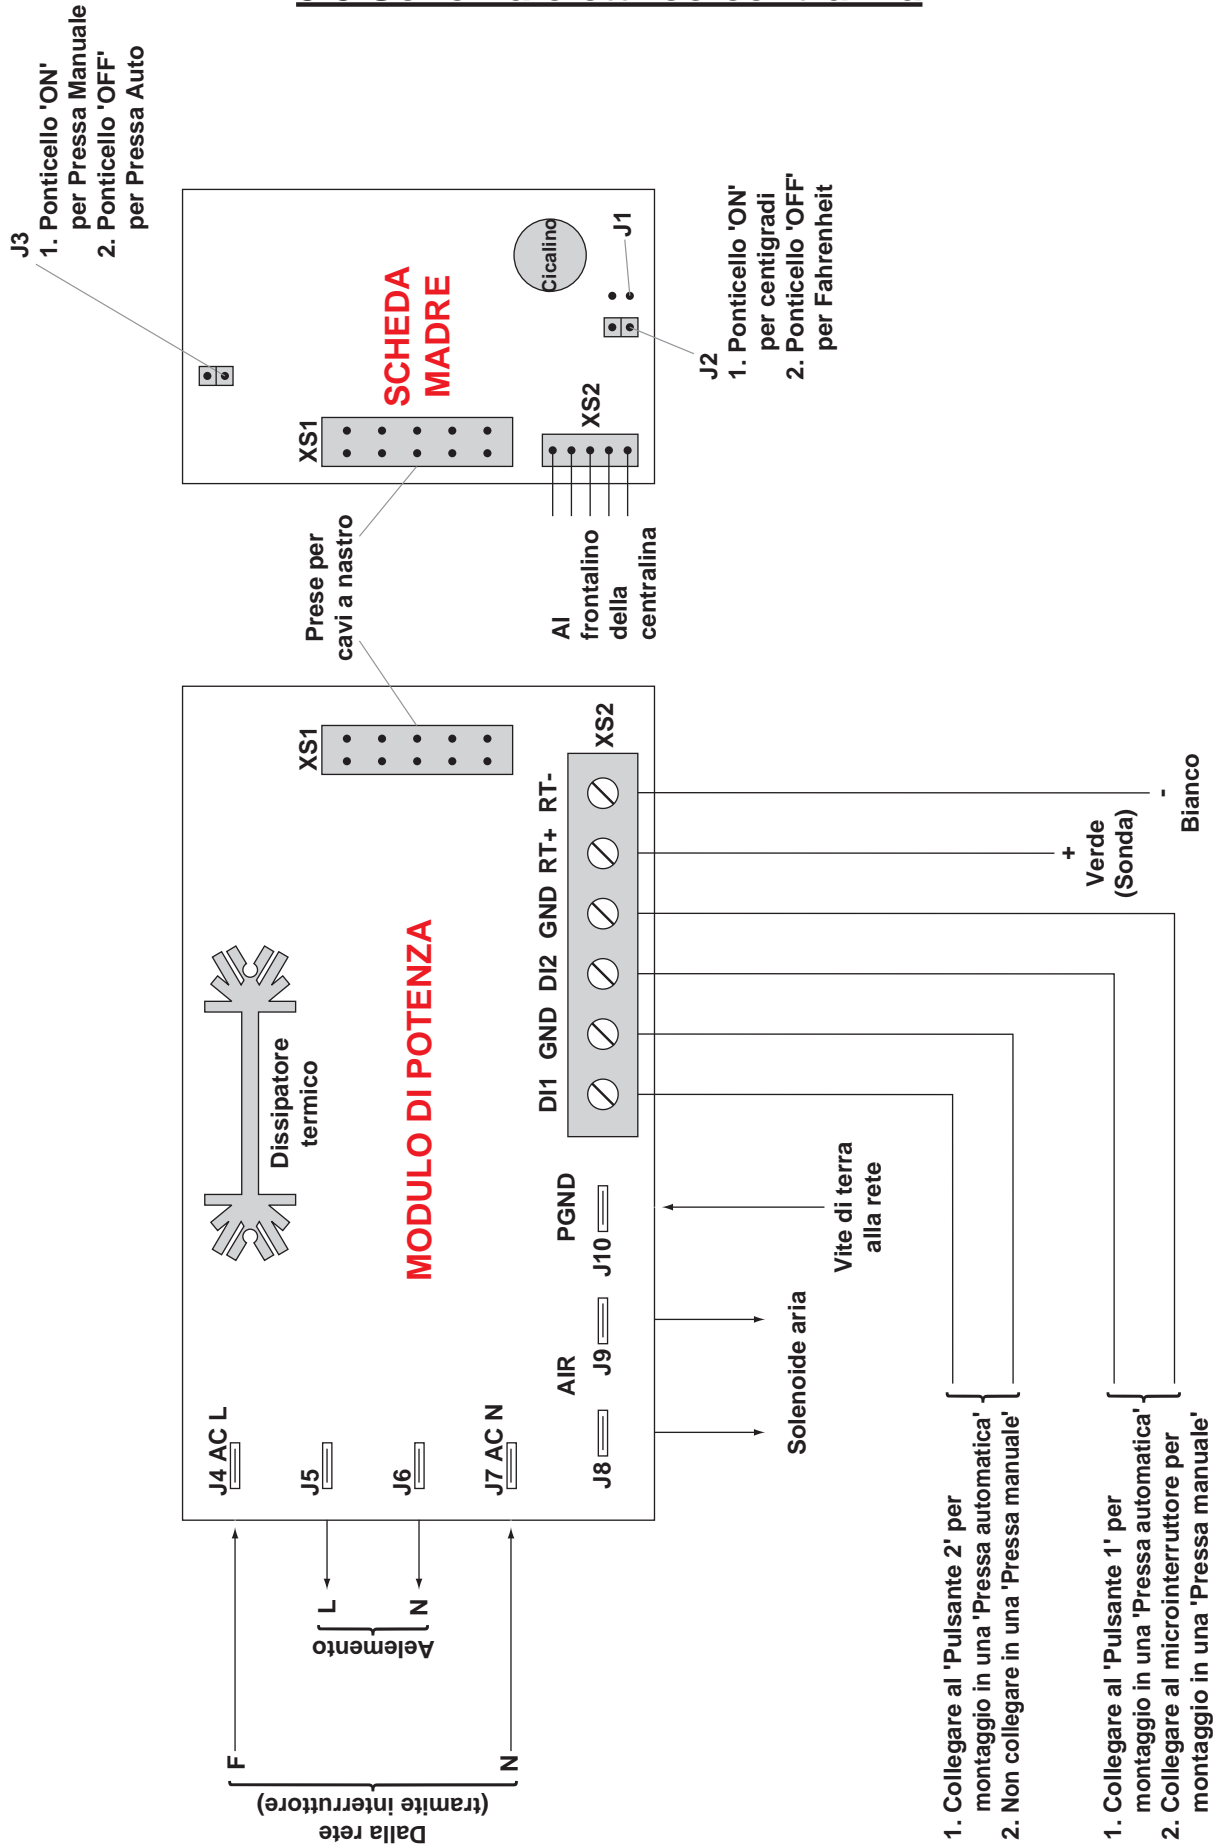 J3
1. Ponticello 'ON'
per Pressa Manuale
2. Ponticello 'OFF'
per Pressa Auto
SCHEDA
MADRE
Cicalino
J1
J2
1. Ponticello 'ON'
per centigradi
2. Ponticello 'OFF'
per Fahrenheit
XS1
XS2
Prese per
cavi a nastro
Al
frontalino
della
centralina
XS1
XS2
MODULO DI POTENZA
Dissipatore
termico
DI1 GND DI2 GND RT+ RT-
J4 AC L
J5
J6
J7 AC N
J8
AIR
J9
PGND
J10
F
L
N
N
Aelemento
Dalla rete
(tramite interruttore)
Solenoide aria
Vite di terra
alla rete
+
Verde
(Sonda)
-
Bianco
1. Collegare al 'Pulsante 2' per
montaggio in una 'Pressa automatica'
2. Non collegare in una 'Pressa manuale'
1. Collegare al 'Pulsante 1' per
montaggio in una 'Pressa automatica'
2. Collegare al microinterruttore per
montaggio in una 'Pressa manuale'